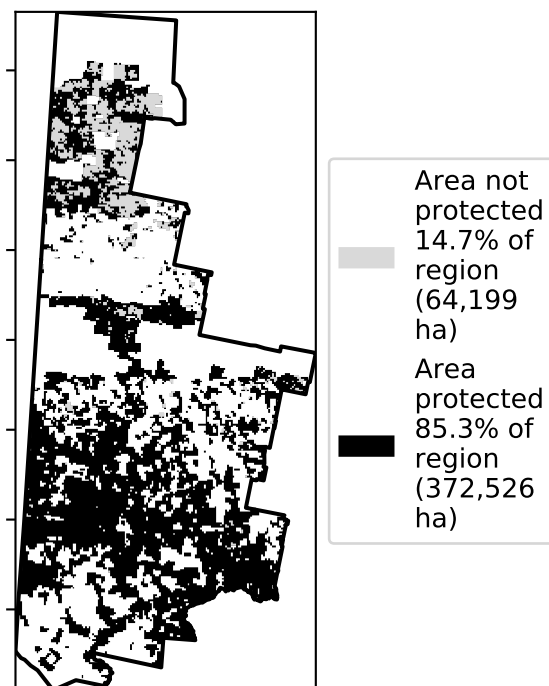 Area not
protected
14.7% of
region
(64,199
ha)
Area
protected
85.3% of
region
(372,526
ha)